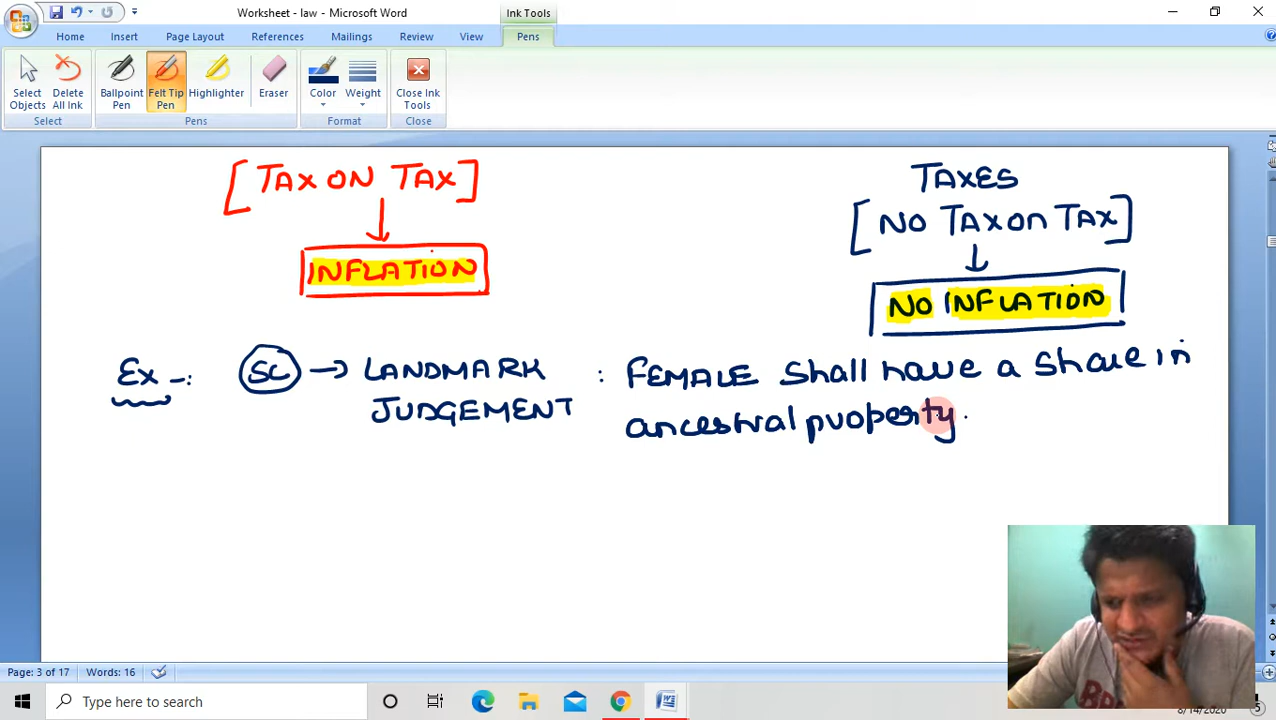 Worksheet - law - Microsoft Word
Ink Tools
Home Insert Page Layout References Mailings Review View Pens
Select Objects
Delete All Ink
Ballpoint Pen
Felt Tip Pen
Highlighter
Eraser
Color
Weight
Close Ink Tools
Select Pens Format Close
[TAX ON TAX]
INFLATION
TAXES
[NO TAX ON TAX]
NO INFLATION
Ex -: SC → LANDMARK JUDGEMENT : FEMALE Shall have a Share in
ancestral property.
Page: 3 of 17 Words: 16
Type here to search
8/14/2020